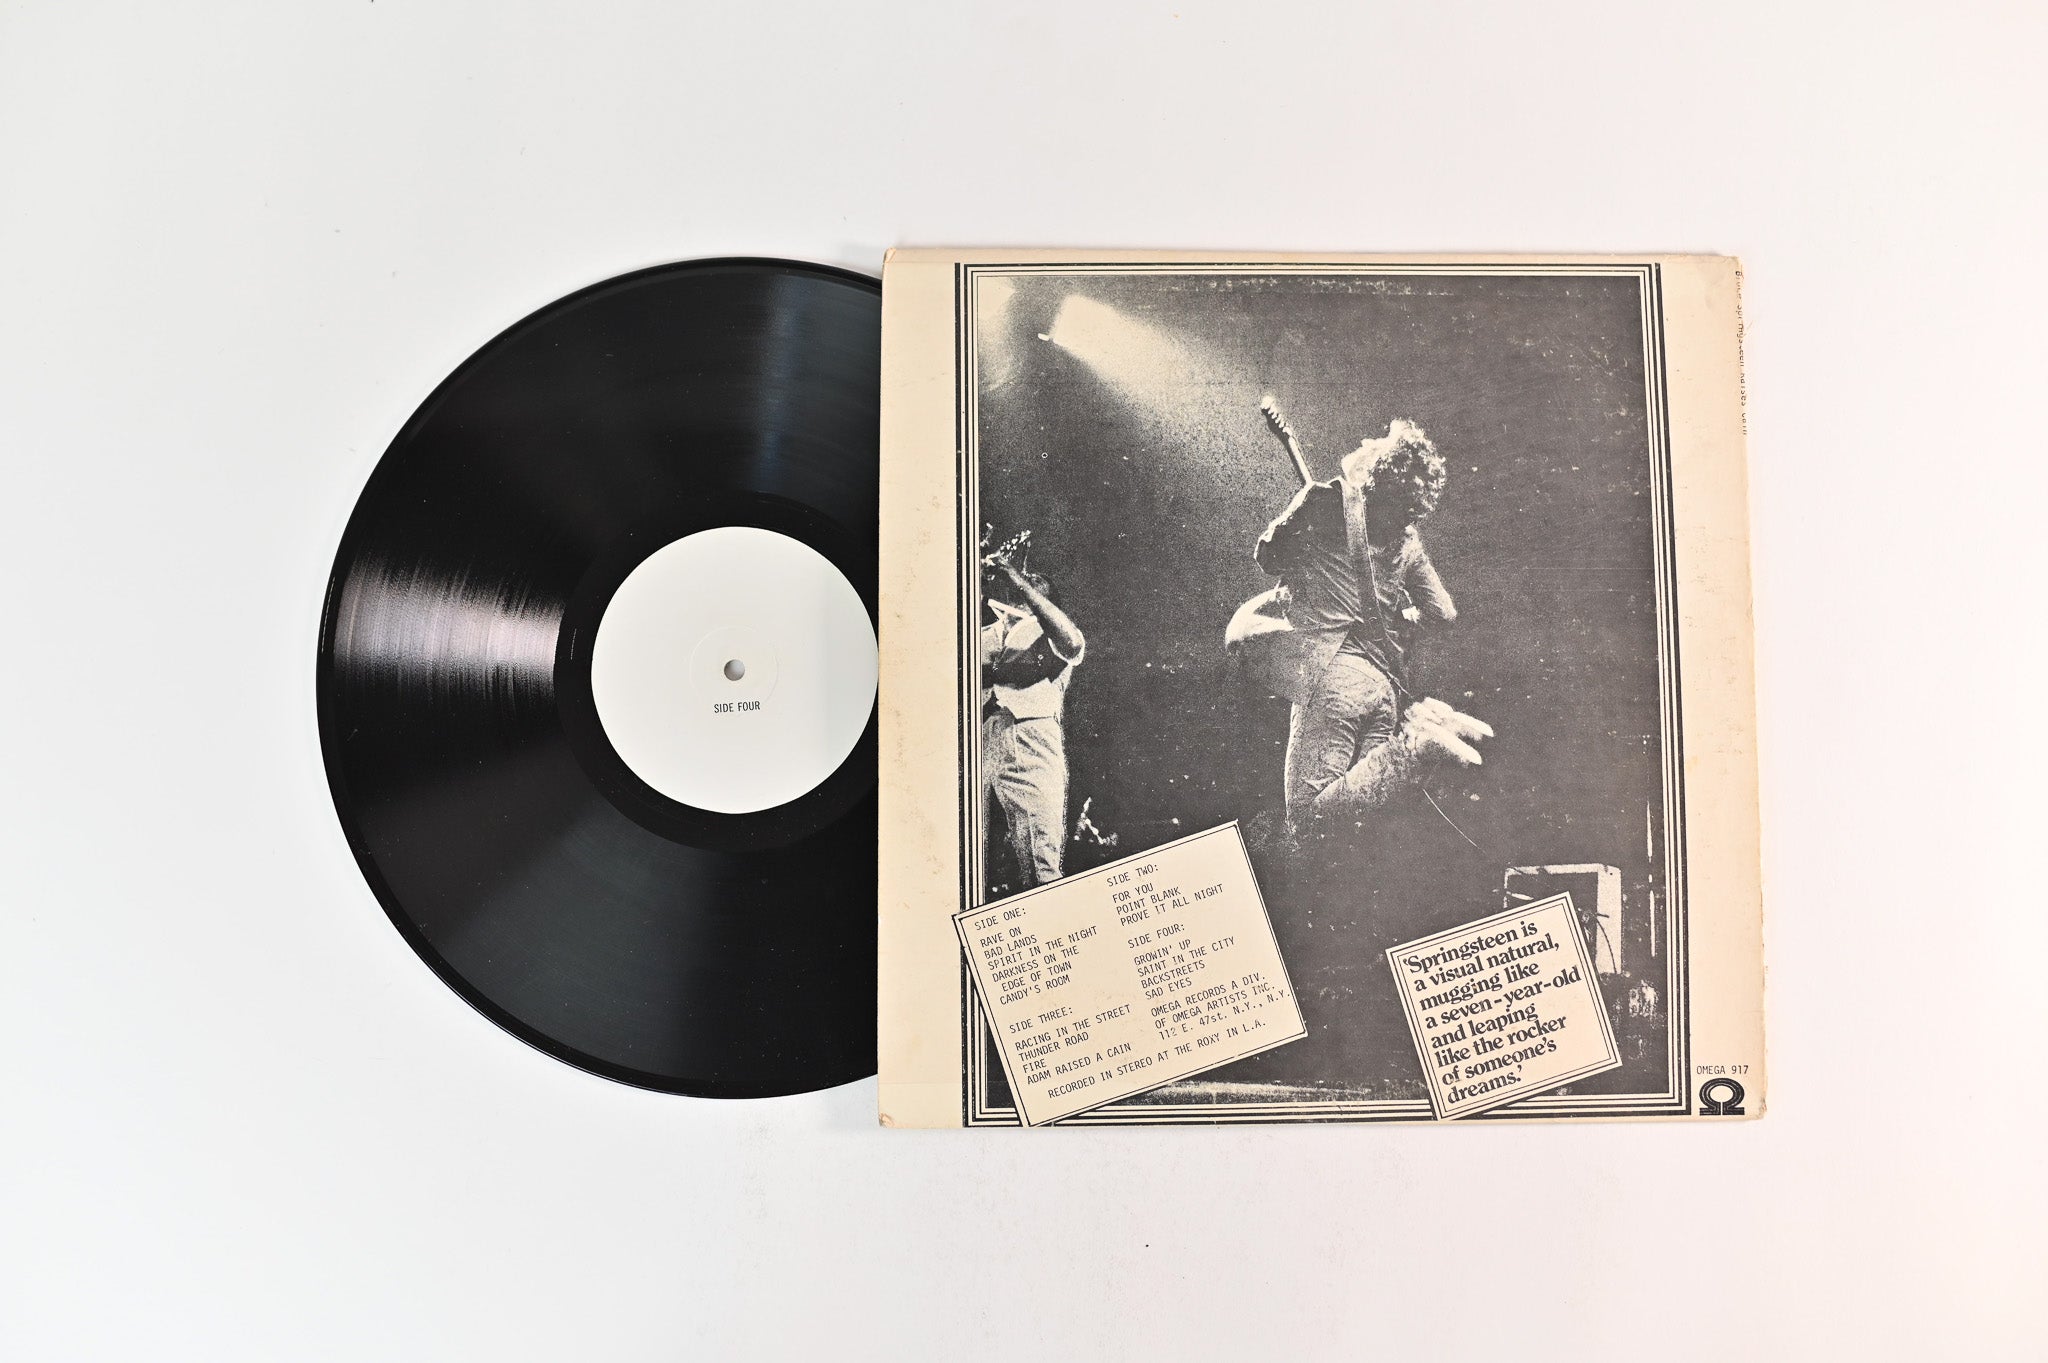 SIDE FOUR
SIDE ONE:
RAVE ON
BAD LANDS
SPIRIT IN THE NIGHT
DARKNESS ON THE
EDGE OF TOWN
CANDY'S ROOM
SIDE TWO:
FOR YOU
POINT BLANK
PROVE IT ALL NIGHT
SIDE THREE:
RACING IN THE STREET
THUNDER ROAD
FIRE
ADAM RAISED A CAIN
SIDE FOUR:
GROWIN' UP
SAINT IN THE CITY
BACKSTREETS
SAD EYES
OMEGA RECORDS A DIV.
OF OMEGA ARTISTS INC.
112 E. 47st. N.Y., N.Y.
RECORDED IN STEREO AT THE ROXY IN L.A.
'Springsteen is
a visual natural,
mugging like
a seven-year-old
and leaping
like the rocker
of someone's
dreams.'
OMEGA 917
Bruce Springsteen Raises Cain